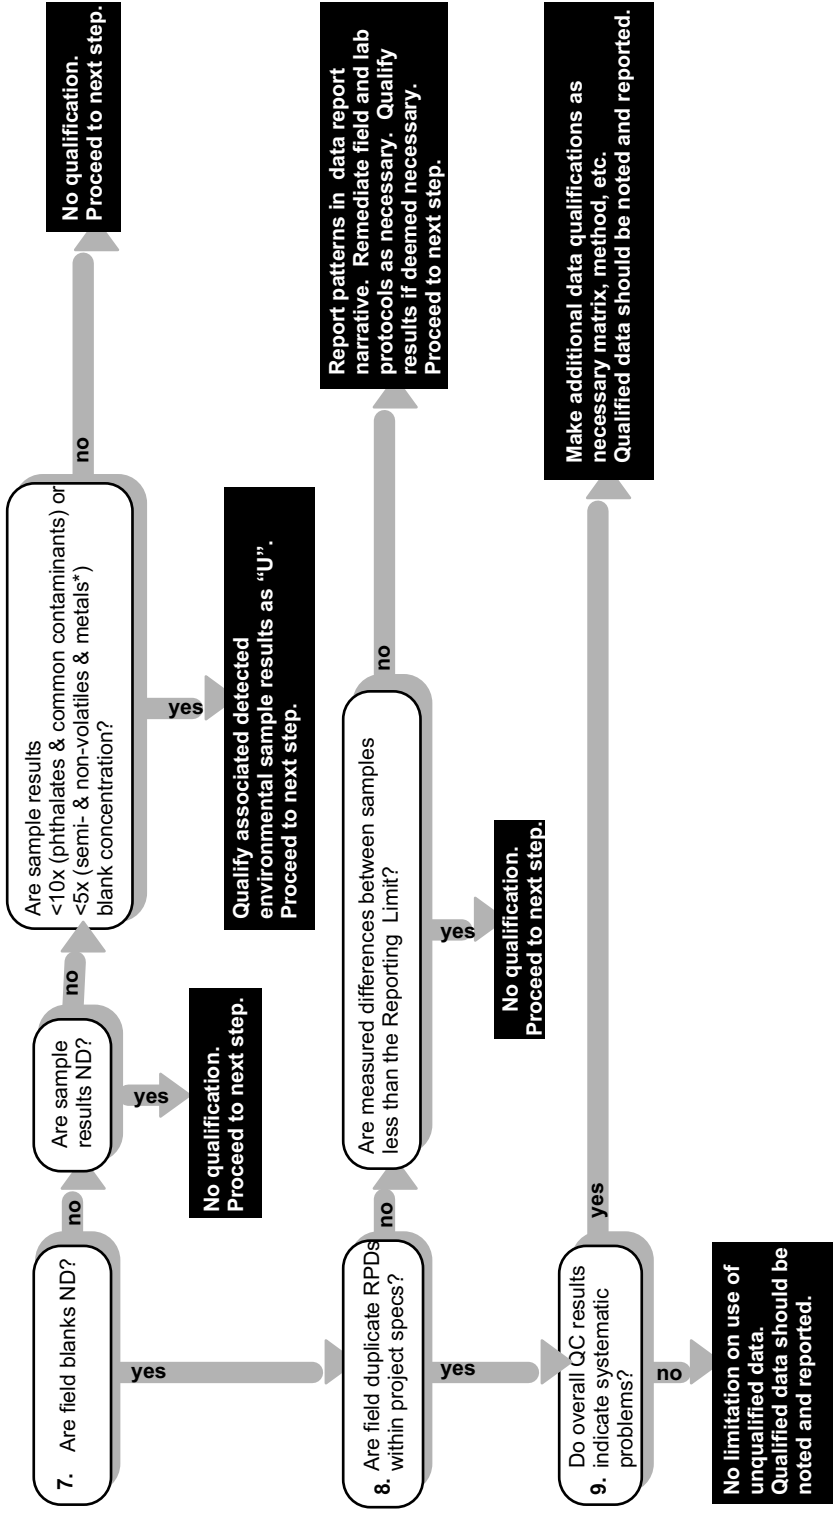 7. Are field blanks ND?
no
Are sample
results ND?
no
Are sample results
<10x (phthalates & common contaminants) or
<5x (semi- & non-volatiles & metals*)
blank concentration?
no
No qualification.
Proceed to next step.
yes
yes
No qualification.
Proceed to next step.
yes
Qualify associated detected
environmental sample results as “U”.
Proceed to next step.
8. Are field duplicate RPDs
within project specs?
no
Are measured differences between samples
less than the Reporting Limit?
no
Report patterns in data report
narrative. Remediate field and lab
protocols as necessary. Qualify
results if deemed necessary.
Proceed to next step.
yes
yes
No qualification.
Proceed to next step.
9. Do overall QC results
indicate systematic
problems?
yes
Make additional data qualifications as
necessary matrix, method, etc.
Qualified data should be noted and reported.
no
No limitation on use of
unqualified data.
Qualified data should be
noted and reported.